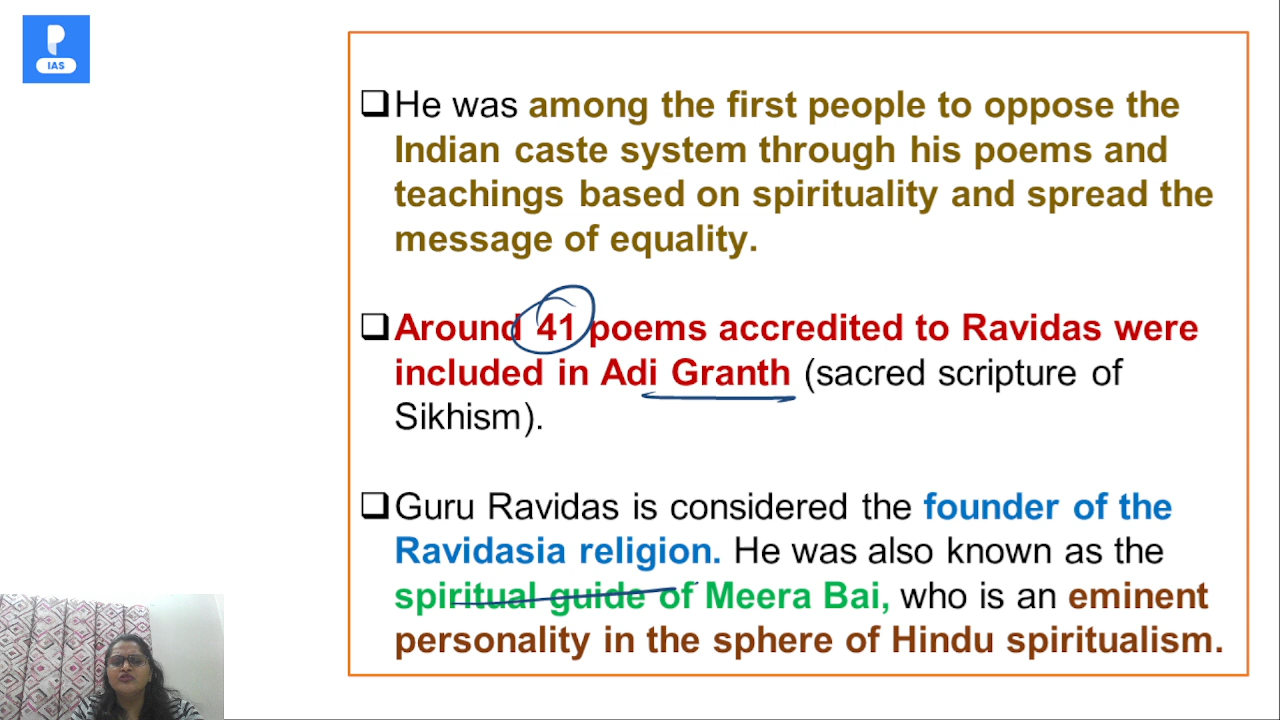 P
IAS
❑He was among the first people to oppose the
Indian caste system through his poems and
teachings based on spirituality and spread the
message of equality.
❑Around 41 poems accredited to Ravidas were
included in Adi Granth (sacred scripture of
Sikhism).
❑Guru Ravidas is considered the founder of the
Ravidasia religion. He was also known as the
spiritual guide of Meera Bai, who is an eminent
personality in the sphere of Hindu spiritualism.